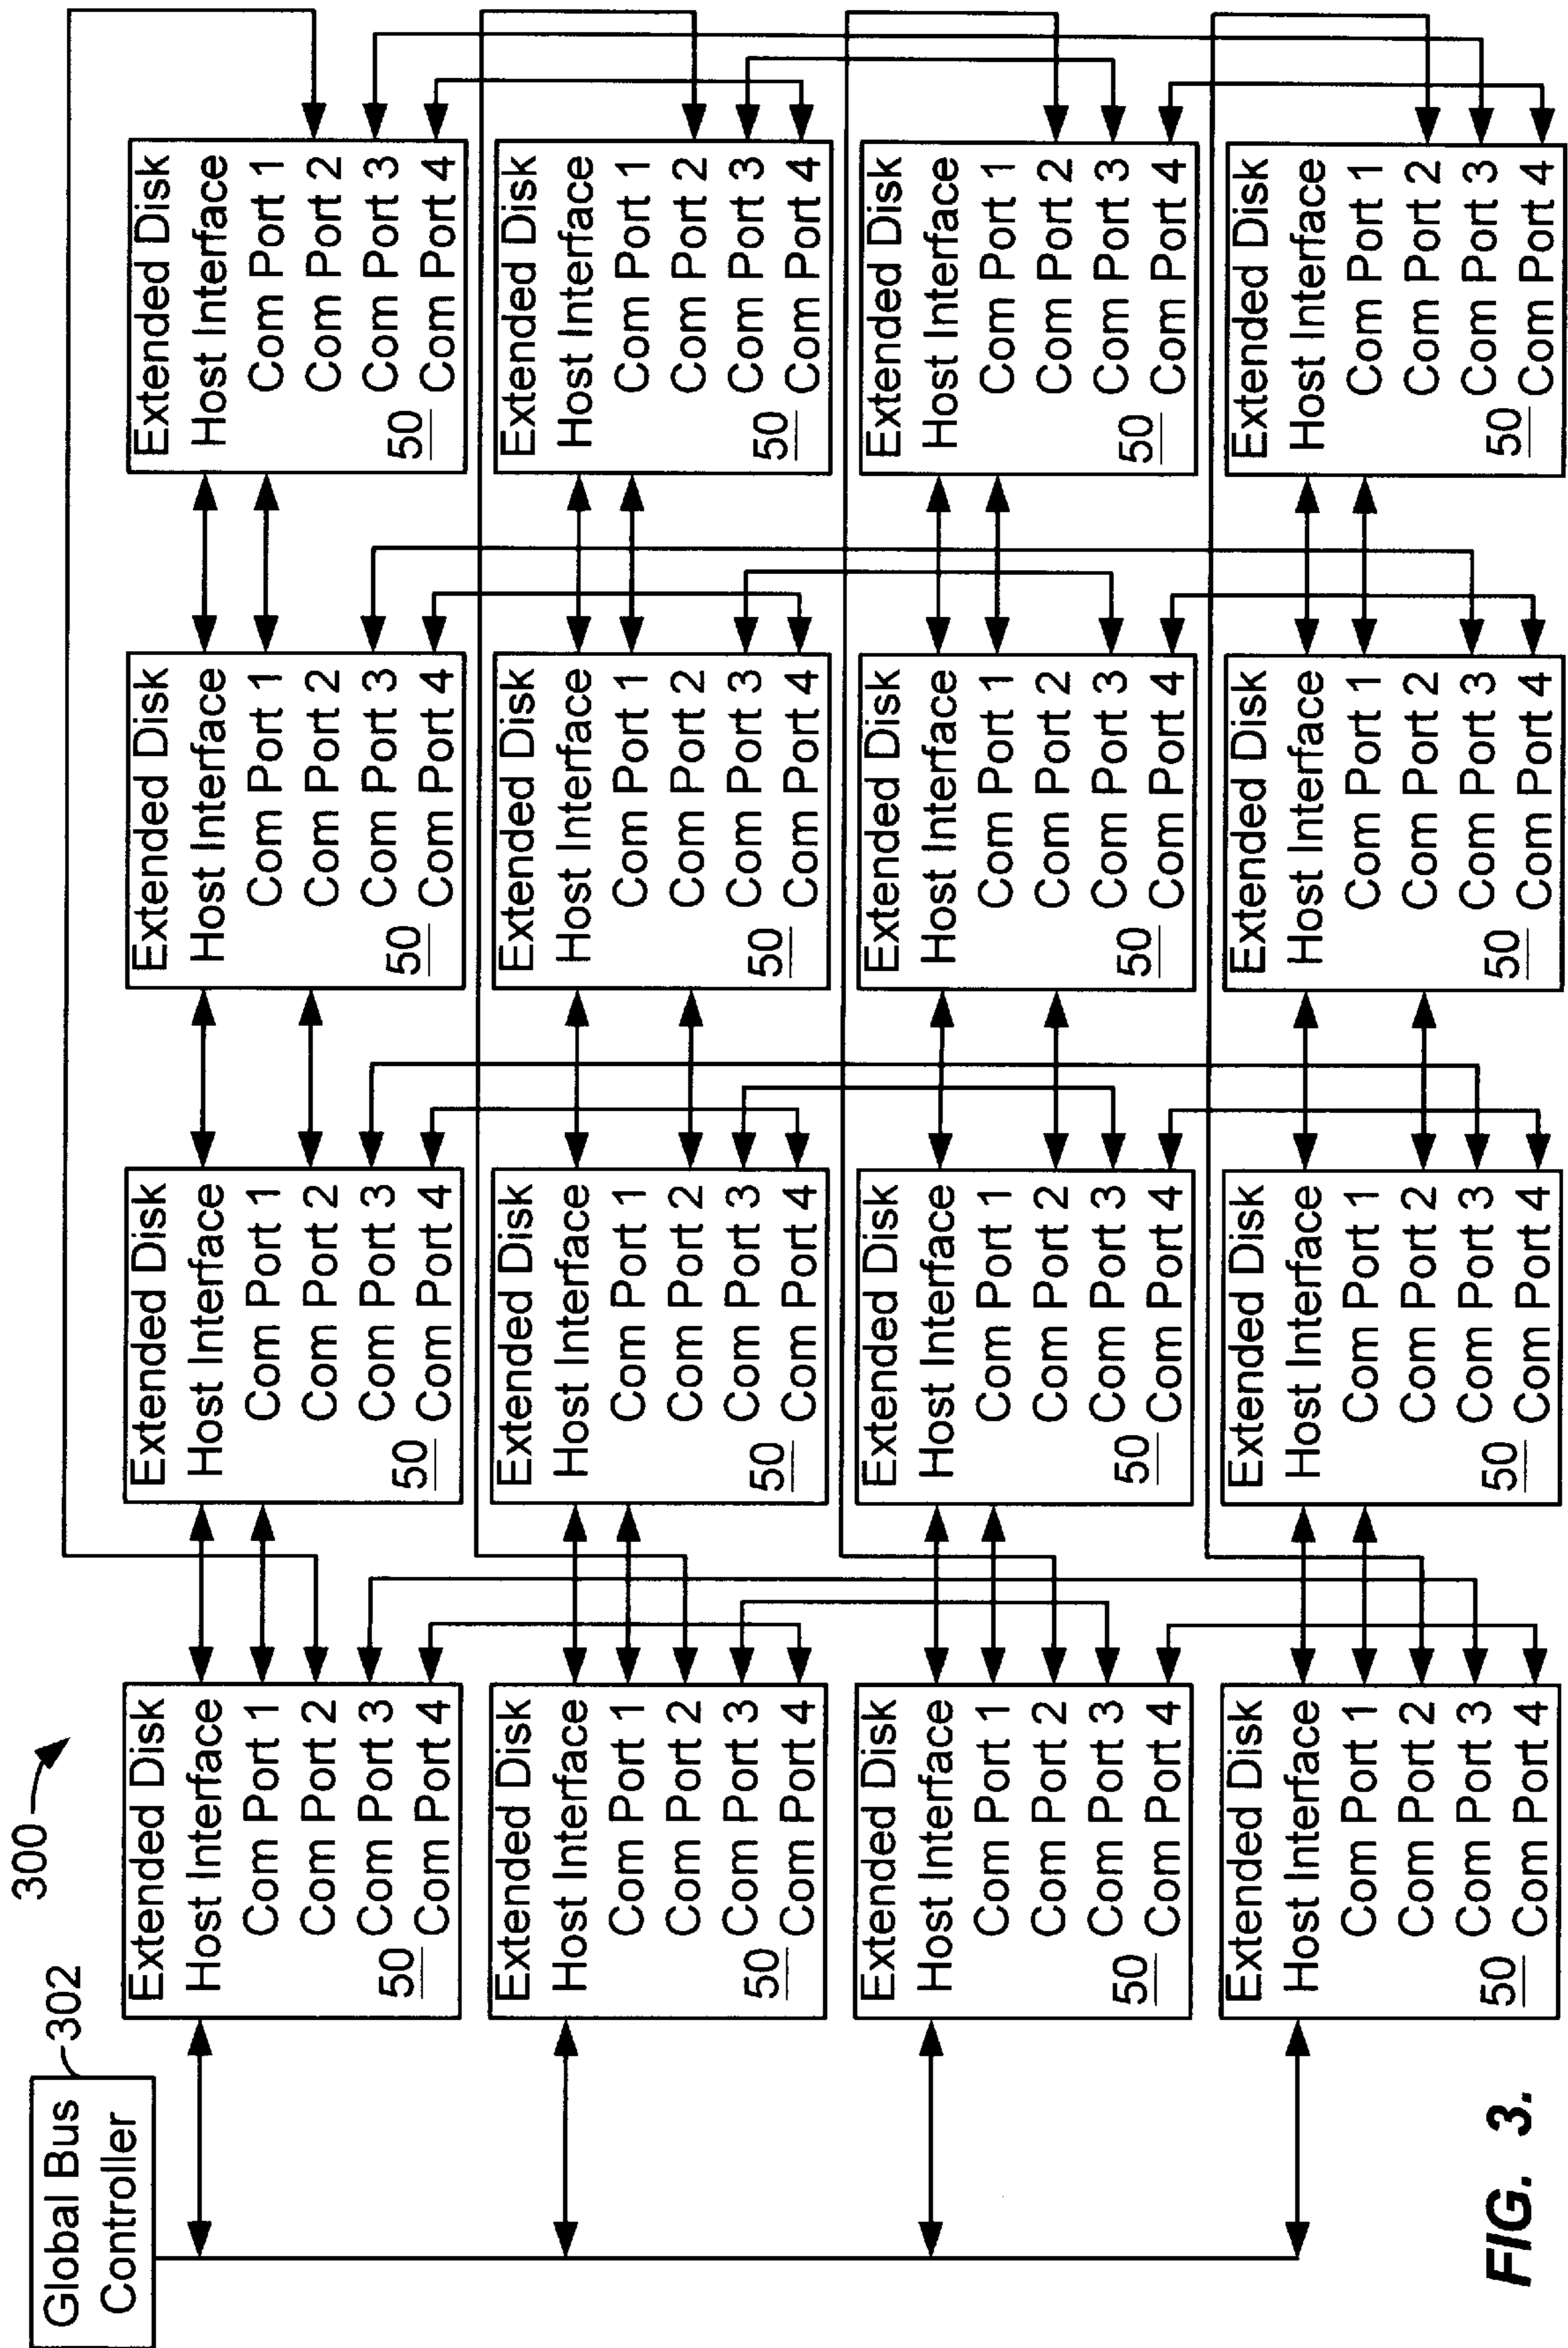 300
Global Bus
Controller
302
Extended Disk
Host Interface
Com Port 1
Com Port 2
Com Port 3
Com Port 4
50
Extended Disk
Host Interface
Com Port 1
Com Port 2
Com Port 3
Com Port 4
50
Extended Disk
Host Interface
Com Port 1
Com Port 2
Com Port 3
Com Port 4
50
Extended Disk
Host Interface
Com Port 1
Com Port 2
Com Port 3
Com Port 4
50
Extended Disk
Host Interface
Com Port 1
Com Port 2
Com Port 3
Com Port 4
50
Extended Disk
Host Interface
Com Port 1
Com Port 2
Com Port 3
Com Port 4
50
Extended Disk
Host Interface
Com Port 1
Com Port 2
Com Port 3
Com Port 4
50
Extended Disk
Host Interface
Com Port 1
Com Port 2
Com Port 3
Com Port 4
50
Extended Disk
Host Interface
Com Port 1
Com Port 2
Com Port 3
Com Port 4
50
Extended Disk
Host Interface
Com Port 1
Com Port 2
Com Port 3
Com Port 4
50
Extended Disk
Host Interface
Com Port 1
Com Port 2
Com Port 3
Com Port 4
50
Extended Disk
Host Interface
Com Port 1
Com Port 2
Com Port 3
Com Port 4
50
Extended Disk
Host Interface
Com Port 1
Com Port 2
Com Port 3
Com Port 4
50
Extended Disk
Host Interface
Com Port 1
Com Port 2
Com Port 3
Com Port 4
50
Extended Disk
Host Interface
Com Port 1
Com Port 2
Com Port 3
Com Port 4
50
Extended Disk
Host Interface
Com Port 1
Com Port 2
Com Port 3
Com Port 4
50
FIG. 3.